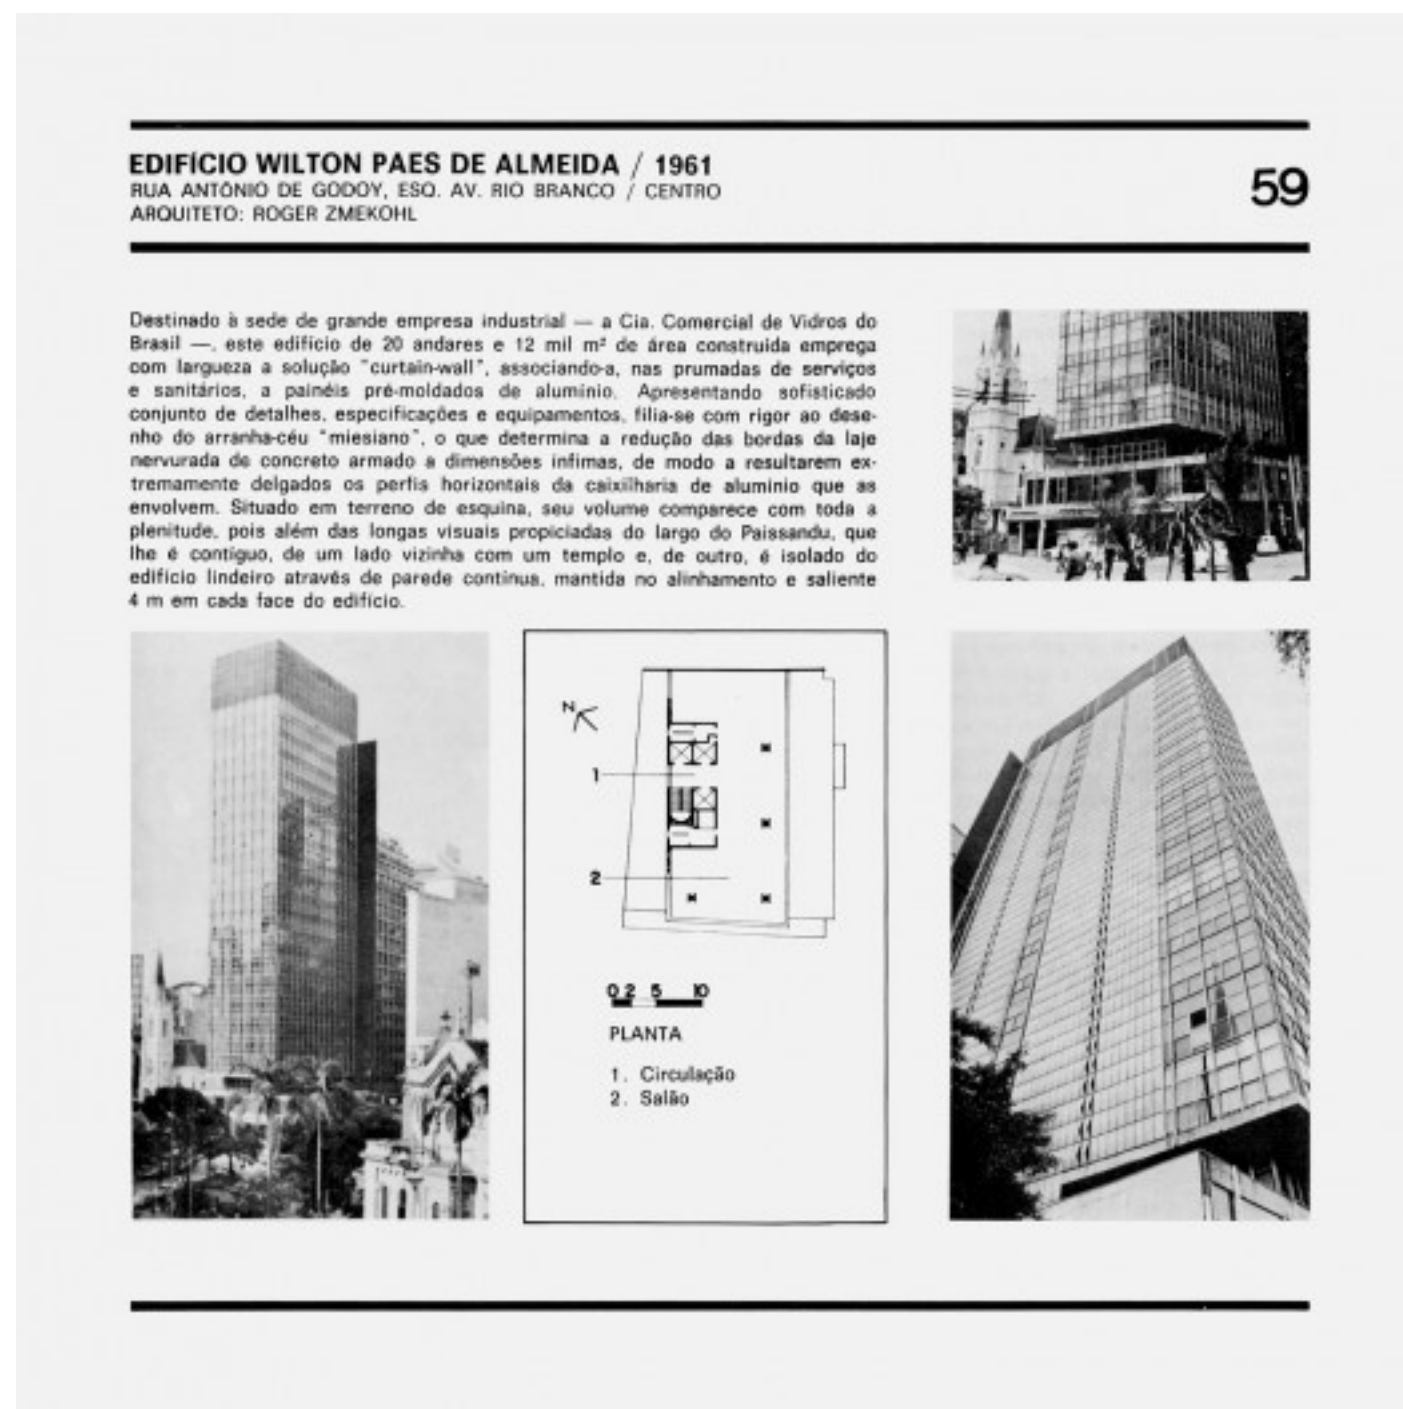 EDIFÍCIO WILTON PAES DE ALMEIDA / 1961
RUA ANTÔNIO DE GODOY, ESQ. AV. RIO BRANCO / CENTRO
ARQUITETO: ROGER ZMEKOHL
59
Destinado à sede de grande empresa industrial — a Cia. Comercial de Vidros do
Brasil —, este edifício de 20 andares e 12 mil m² de área construída emprega
com largueza a solução "curtain-wall", associando-a, nas prumadas de serviços
e sanitários, a painéis pré-moldados de alumínio. Apresentando sofisticado
conjunto de detalhes, especificações e equipamentos, filia-se com rigor ao dese-
nho do arranha-céu "miesiano", o que determina a redução das bordas da laje
nervurada de concreto armado a dimensões ínfimas, de modo a resultarem ex-
tremamente delgados os perfis horizontais da caixilharia de alumínio que as
envolvem. Situado em terreno de esquina, seu volume comparece com toda a
plenitude, pois além das longas visuais propiciadas do largo do Paissandu, que
lhe é contíguo, de um lado vizinha com um templo e, de outro, é isolado do
edifício lindeiro através de parede contínua, mantida no alinhamento e saliente
4 m em cada face do edifício.
N
1
2
0 2 5 10
PLANTA
1. Circulação
2. Salão